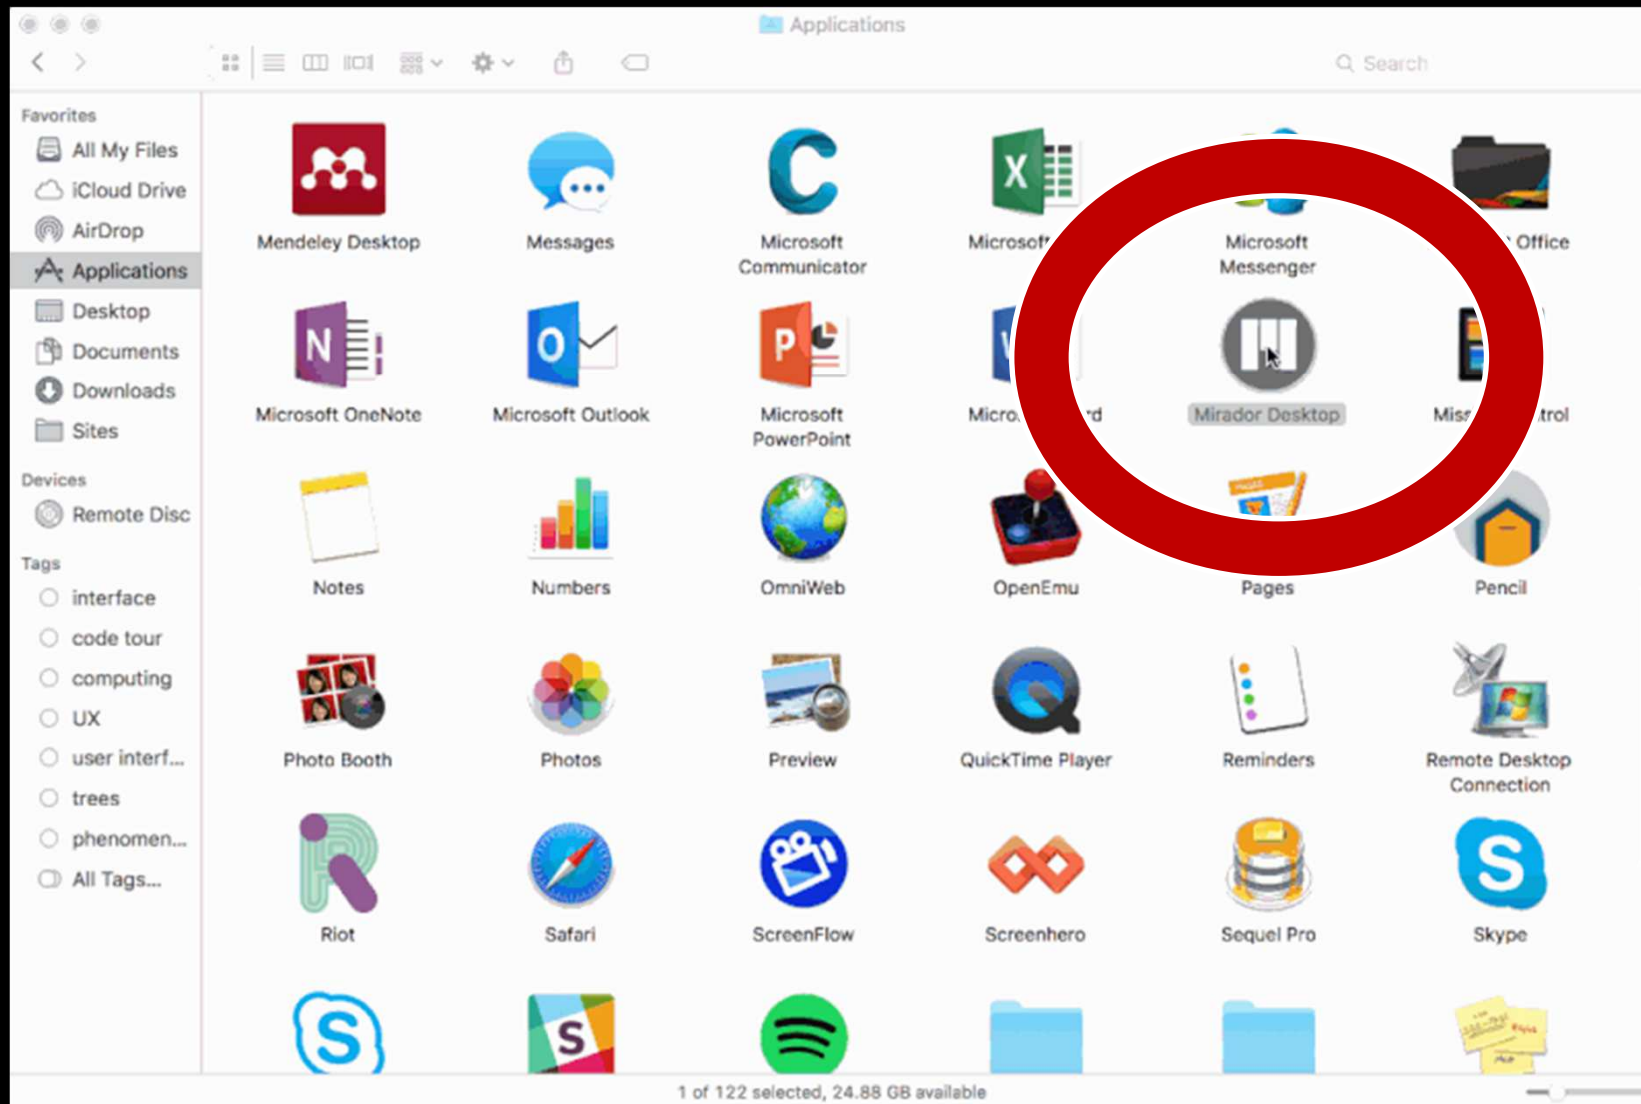 Applications
Search
Favorites
All My Files
iCloud Drive
AirDrop
Applications
Desktop
Documents
Downloads
Sites
Devices
Remote Disc
Tags
interface
code tour
computing
UX
user interf...
trees
phenomen...
All Tags...
Mendeley Desktop
Messages
Microsoft
Communicator
Microsoft
Messenger
Office
Microsoft OneNote
Microsoft Outlook
Microsoft
PowerPoint
Mirador Desktop
Notes
Numbers
OmniWeb
OpenEmu
Pages
Pencil
Photo Booth
Photos
Preview
QuickTime Player
Reminders
Remote Desktop
Connection
Riot
Safari
ScreenFlow
Screenhero
Sequel Pro
Skype
1 of 122 selected, 24.88 GB available